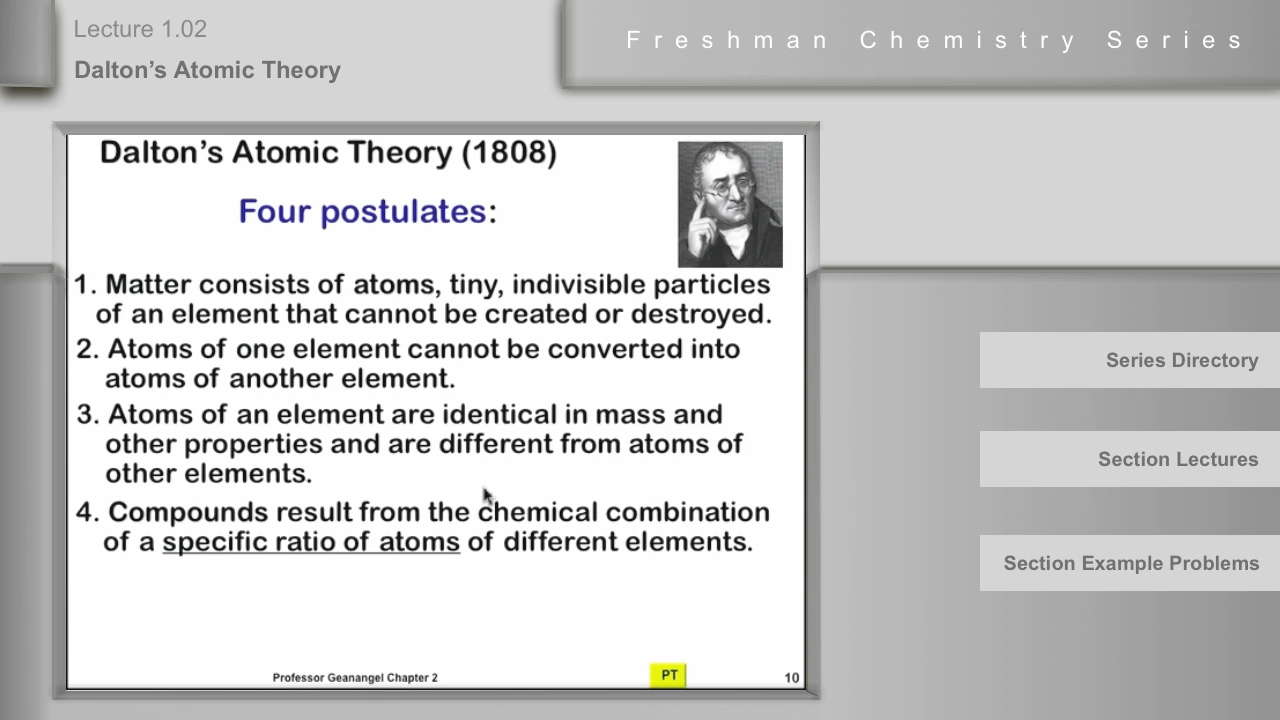 Lecture 1.02
Freshman Chemistry Series
Dalton’s Atomic Theory
Dalton’s Atomic Theory (1808)
Four postulates:
1. Matter consists of atoms, tiny, indivisible particles
of an element that cannot be created or destroyed.
2. Atoms of one element cannot be converted into
atoms of another element.
3. Atoms of an element are identical in mass and
other properties and are different from atoms of
other elements.
4. Compounds result from the chemical combination
of a specific ratio of atoms of different elements.
Professor Geanangel Chapter 2
PT
10
Series Directory
Section Lectures
Section Example Problems